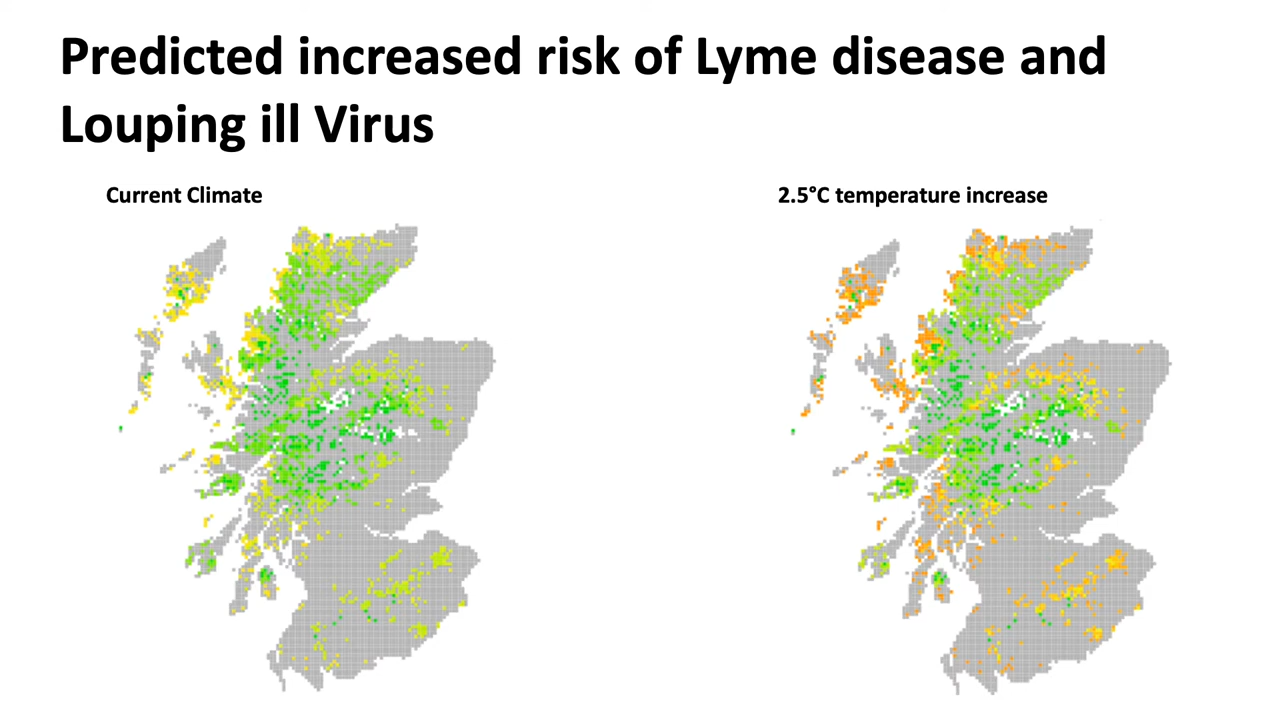 Predicted increased risk of Lyme disease and
Louping ill Virus
Current Climate
2.5°C temperature increase